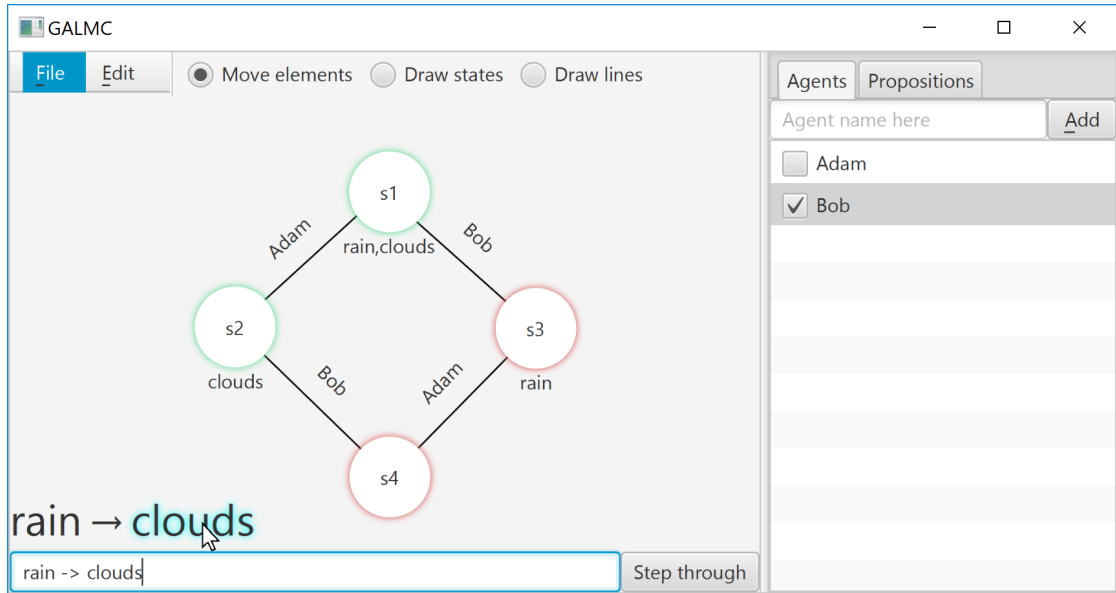 GALMC
File Edit Move elements Draw states Draw lines
Agents Propositions
Agent name here Add
Adam
Bob
s1
rain,clouds
Adam
Bob
s2
clouds
s3
rain
Bob
Adam
s4
rain → clouds
rain -> clouds
Step through